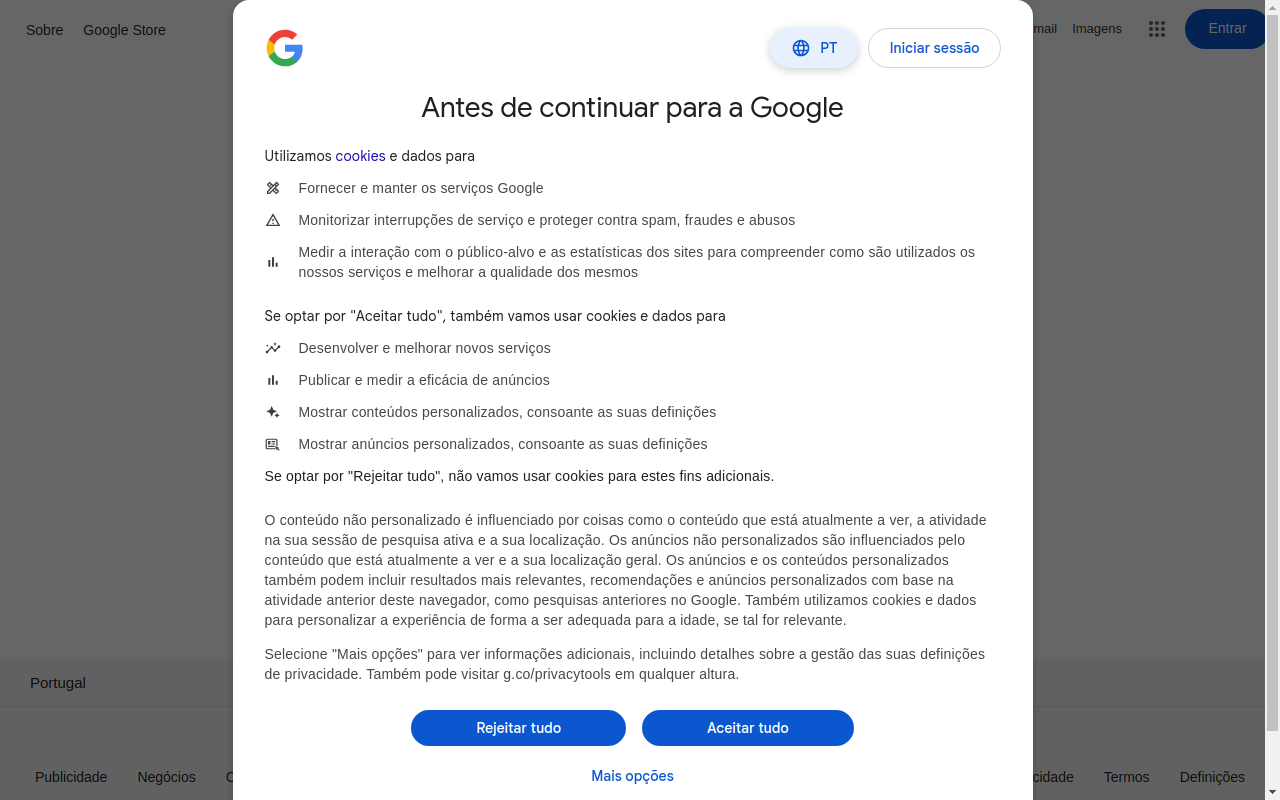 Sobre
Google Store
Imagens
Entrar
PT
Iniciar sessão
Antes de continuar para a Google
Utilizamos cookies e dados para
Fornecer e manter os serviços Google
Monitorizar interrupções de serviço e proteger contra spam, fraudes e abusos
Medir a interação com o público-alvo e as estatísticas dos sites para compreender como são utilizados os
nossos serviços e melhorar a qualidade dos mesmos
Se optar por "Aceitar tudo", também vamos usar cookies e dados para
Desenvolver e melhorar novos serviços
Publicar e medir a eficácia de anúncios
Mostrar conteúdos personalizados, consoante as suas definições
Mostrar anúncios personalizados, consoante as suas definições
Se optar por "Rejeitar tudo", não vamos usar cookies para estes fins adicionais.
O conteúdo não personalizado é influenciado por coisas como o conteúdo que está atualmente a ver, a atividade
na sua sessão de pesquisa ativa e a sua localização. Os anúncios não personalizados são influenciados pelo
conteúdo que está atualmente a ver e a sua localização geral. Os anúncios e os conteúdos personalizados
também podem incluir resultados mais relevantes, recomendações e anúncios personalizados com base na
atividade anterior deste navegador, como pesquisas anteriores no Google. Também utilizamos cookies e dados
para personalizar a experiência de forma a ser adequada para a idade, se tal for relevante.
Selecione "Mais opções" para ver informações adicionais, incluindo detalhes sobre a gestão das suas definições
de privacidade. Também pode visitar g.co/privacytools em qualquer altura.
Portugal
Rejeitar tudo
Aceitar tudo
Mais opções
Publicidade
Negócios
Termos
Definições